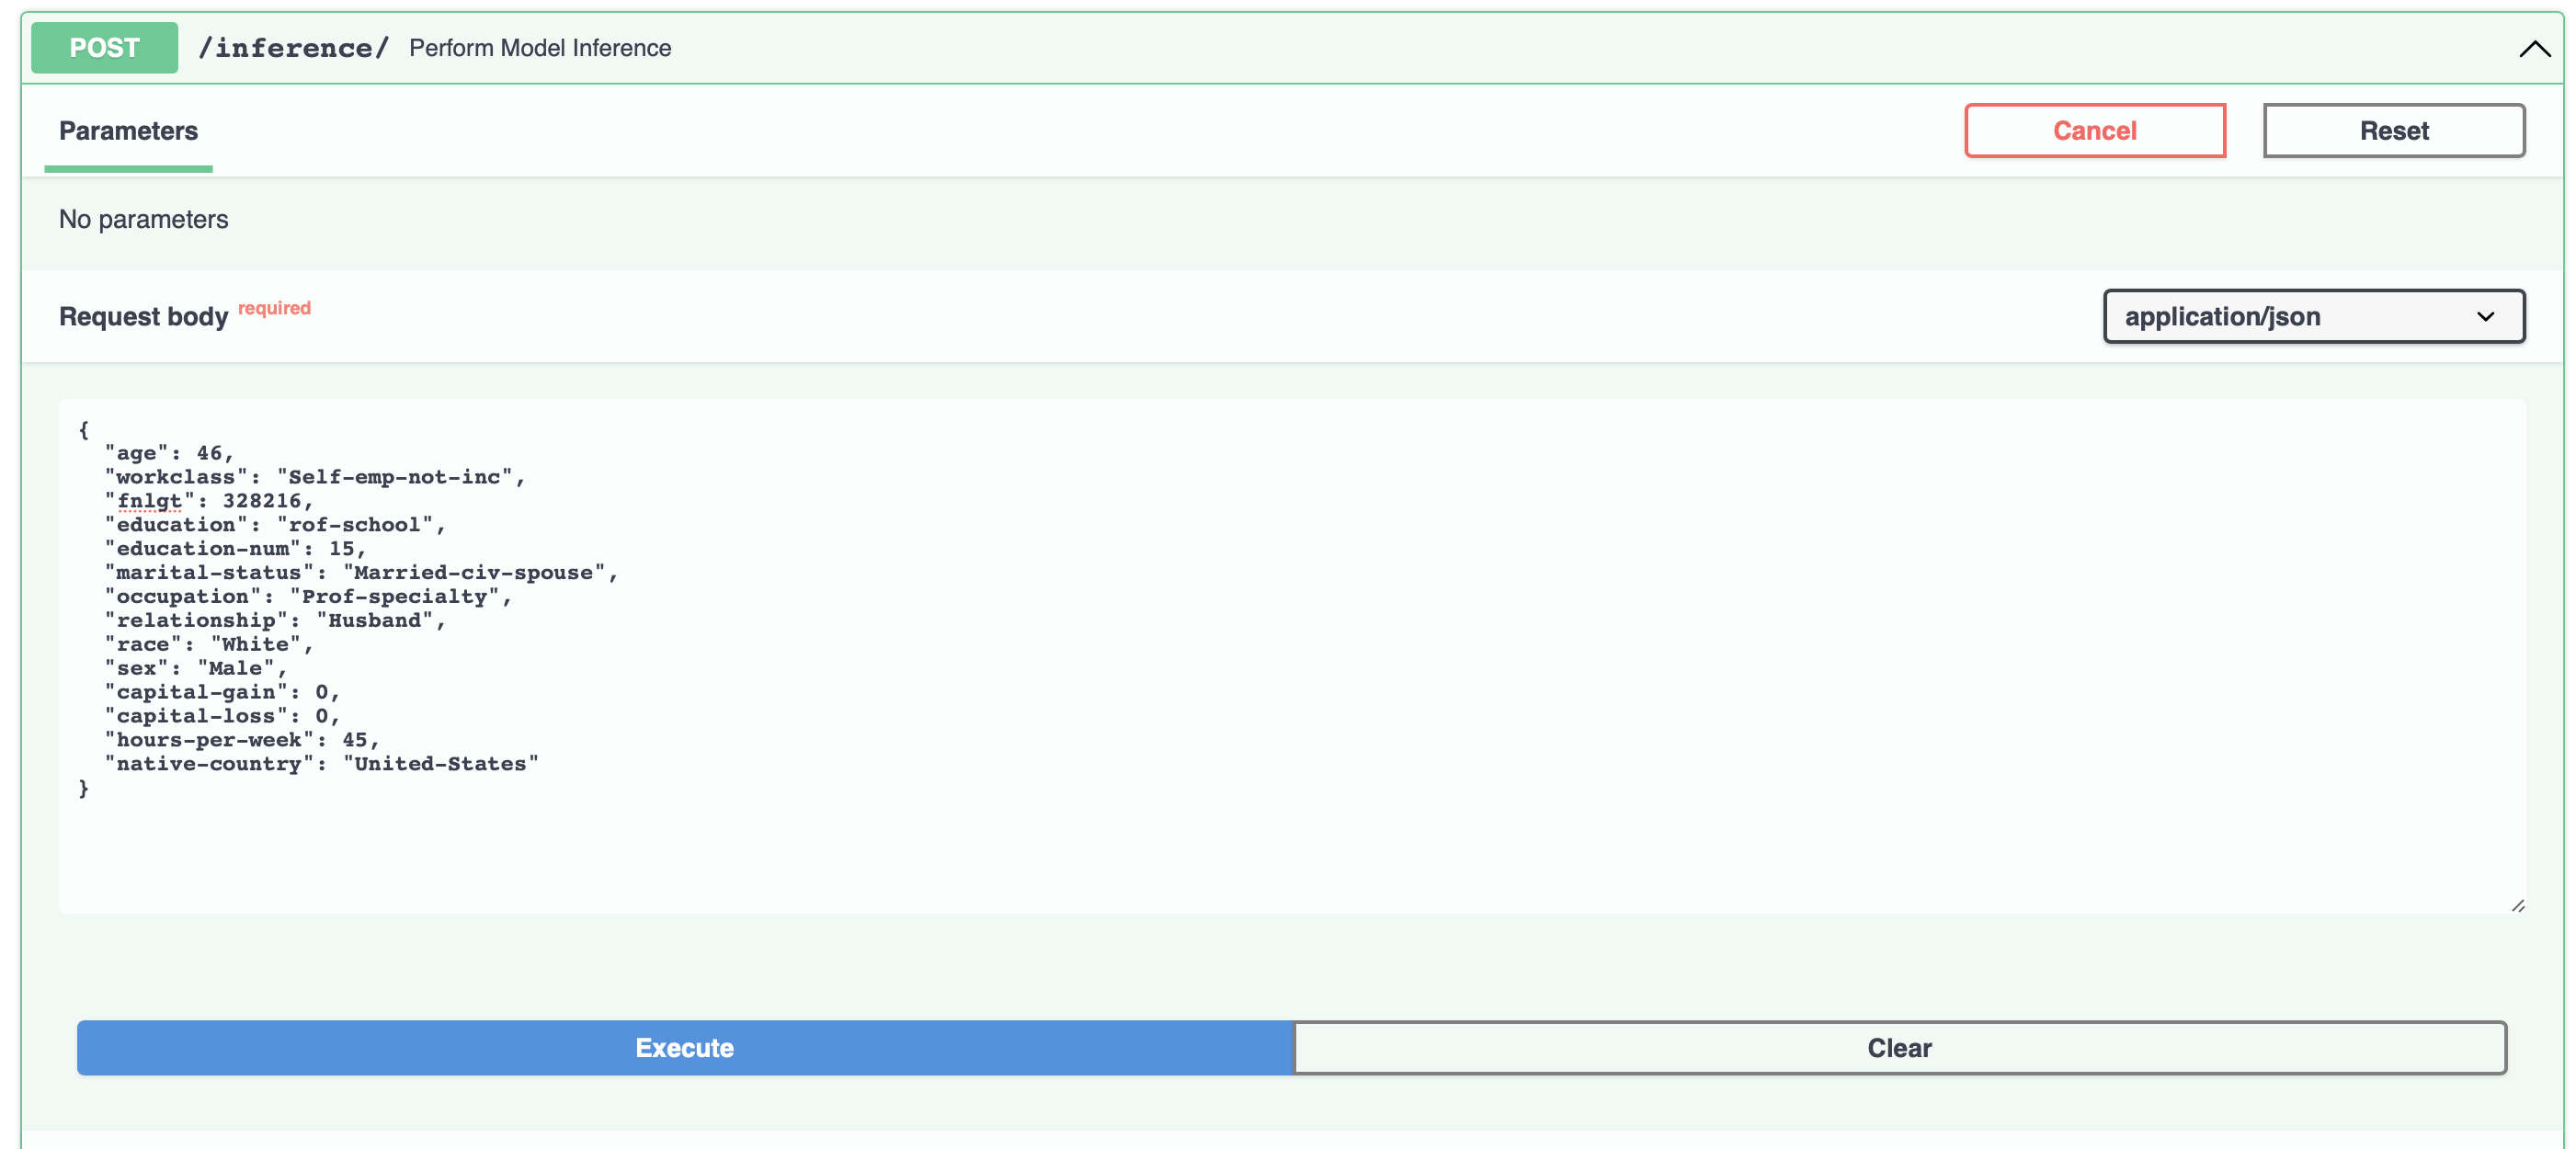 POST /inference/ Perform Model Inference
Parameters
Cancel
Reset
No parameters
Request body required
application/json
{
  "age": 46,
  "workclass": "Self-emp-not-inc",
  "fnlgt": 328216,
  "education": "rof-school",
  "education-num": 15,
  "marital-status": "Married-civ-spouse",
  "occupation": "Prof-specialty",
  "relationship": "Husband",
  "race": "White",
  "sex": "Male",
  "capital-gain": 0,
  "capital-loss": 0,
  "hours-per-week": 45,
  "native-country": "United-States"
}
Execute
Clear